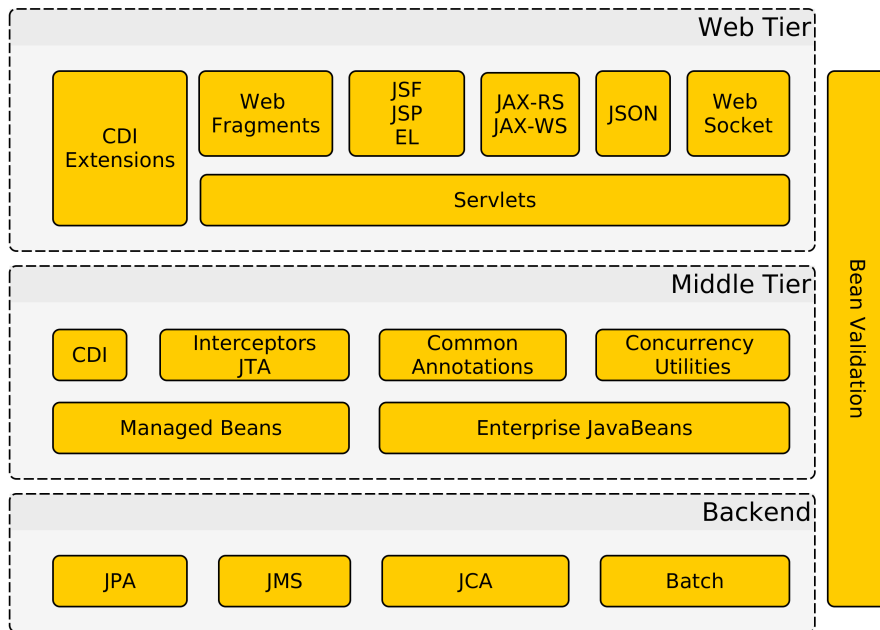 Web Tier
CDI
Extensions
Web
Fragments
JSF
JSP
EL
JAX-RS
JAX-WS
JSON
Web
Socket
Servlets
Middle Tier
CDI
Interceptors
JTA
Common
Annotations
Concurrency
Utilities
Managed Beans
Enterprise JavaBeans
Backend
JPA
JMS
JCA
Batch
Bean Validation